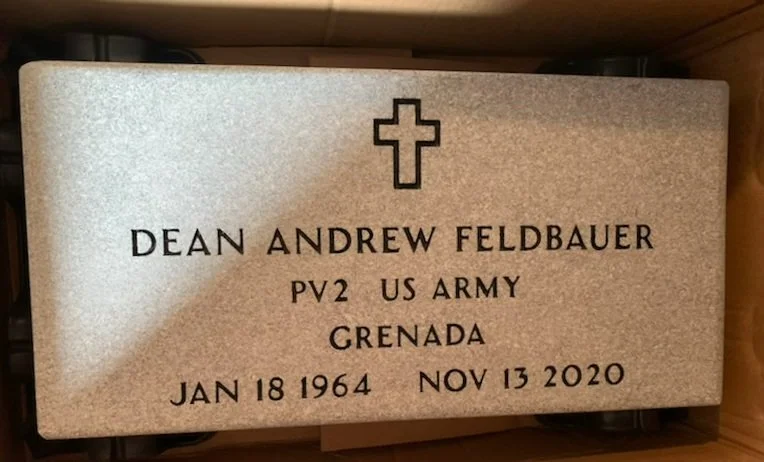 DEAN ANDREW FELDBAUER
PV2 US ARMY
GRENADA
JAN 18 1964 NOV 13 2020